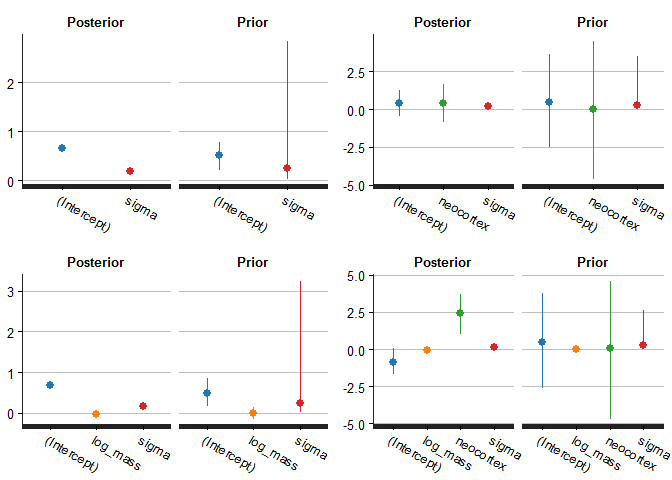 Posterior Prior
2
1
0
(Intercept) sigma (Intercept) sigma
Posterior Prior
2.5
0.0
-2.5
-5.0
(Intercept) neocortex sigma (Intercept) neocortex sigma
Posterior Prior
3
2
1
0
(Intercept) log_mass sigma (Intercept) log_mass sigma
Posterior Prior
5.0
2.5
0.0
-2.5
-5.0
(Intercept) log_mass neocortex sigma (Intercept) log_mass neocortex sigma